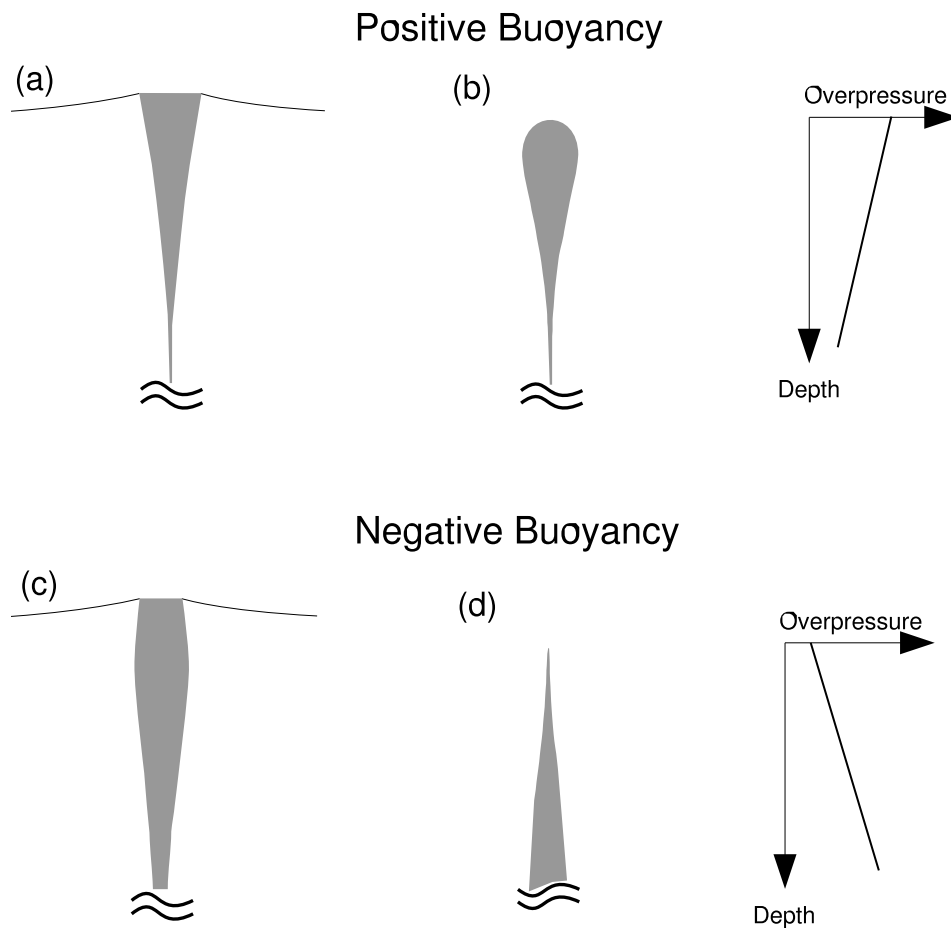 Positive Buoyancy
(a)
(b)
Overpressure
Depth
Negative Buoyancy
(c)
(d)
Overpressure
Depth